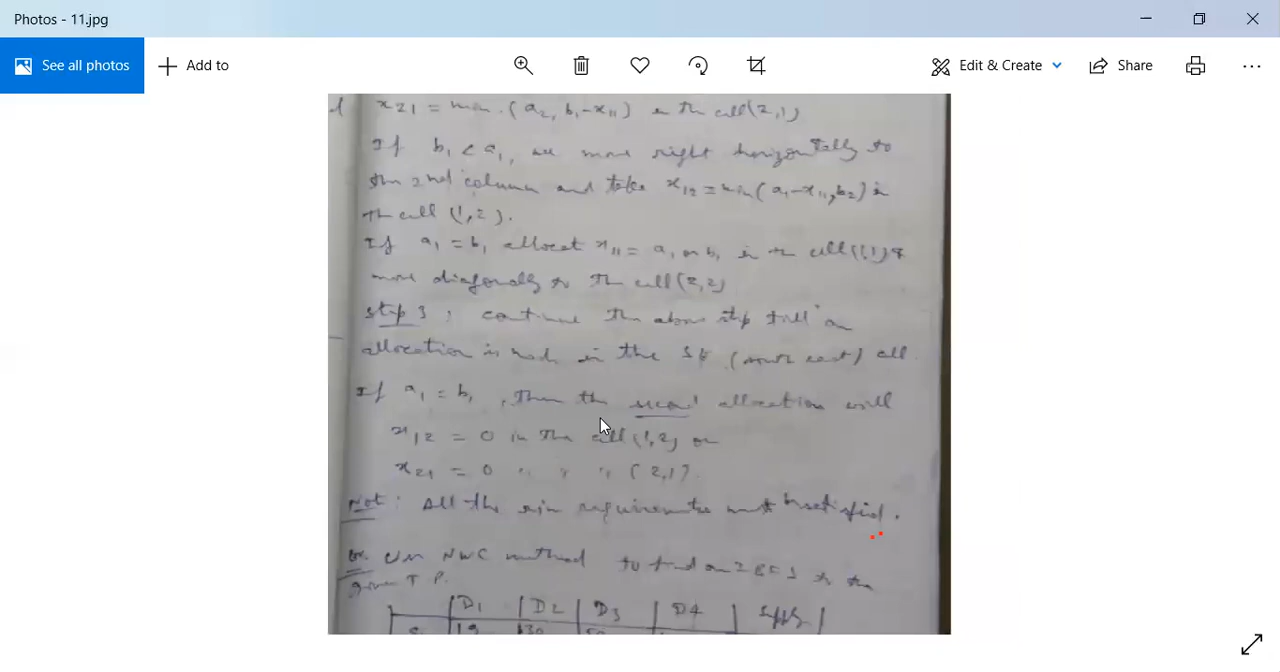 Photos - 11.jpg
See all photos
Add to
Edit & Create
Share
x21 = min (a2, b1-x11) in the cell (2,1)
If b1 < a1, we move right horizontally to
the 2nd column and take x12 = min (a1-x11, b2) in
the cell (1,2).
If a1 = b1 allocate x11 = a1 or b1 in the cell (1,1) &
move diagonally to the cell (2,2)
step 3 : continue the above step till an
allocation is made in the (south east) cell
If a1 = b1, then the second allocation will
x12 = 0 in the cell (1,2) or
x21 = 0 " " " (2,1).
Not: All the rim requirements must be satisfied.
Use NWC method to find an IBFS to the
given T P.
D1 D2 D3 D4 Supply
19 30 50